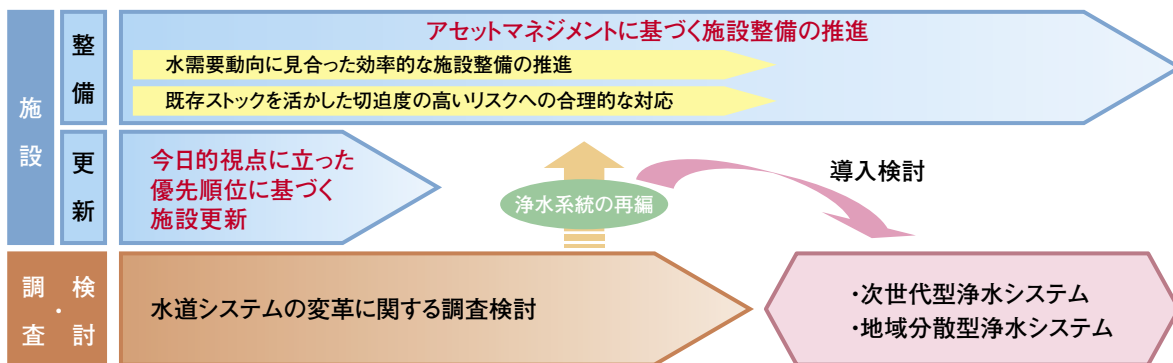 施設
整備
アセットマネジメントに基づく施設整備の推進
水需要動向に見合った効率的な施設整備の推進
既存ストックを活かした切迫度の高いリスクへの合理的な対応
更新
今日的視点に立った
優先順位に基づく
施設更新
浄水系統の再編
導入検討
調査・検討
水道システムの変革に関する調査検討
・次世代型浄水システム
・地域分散型浄水システム